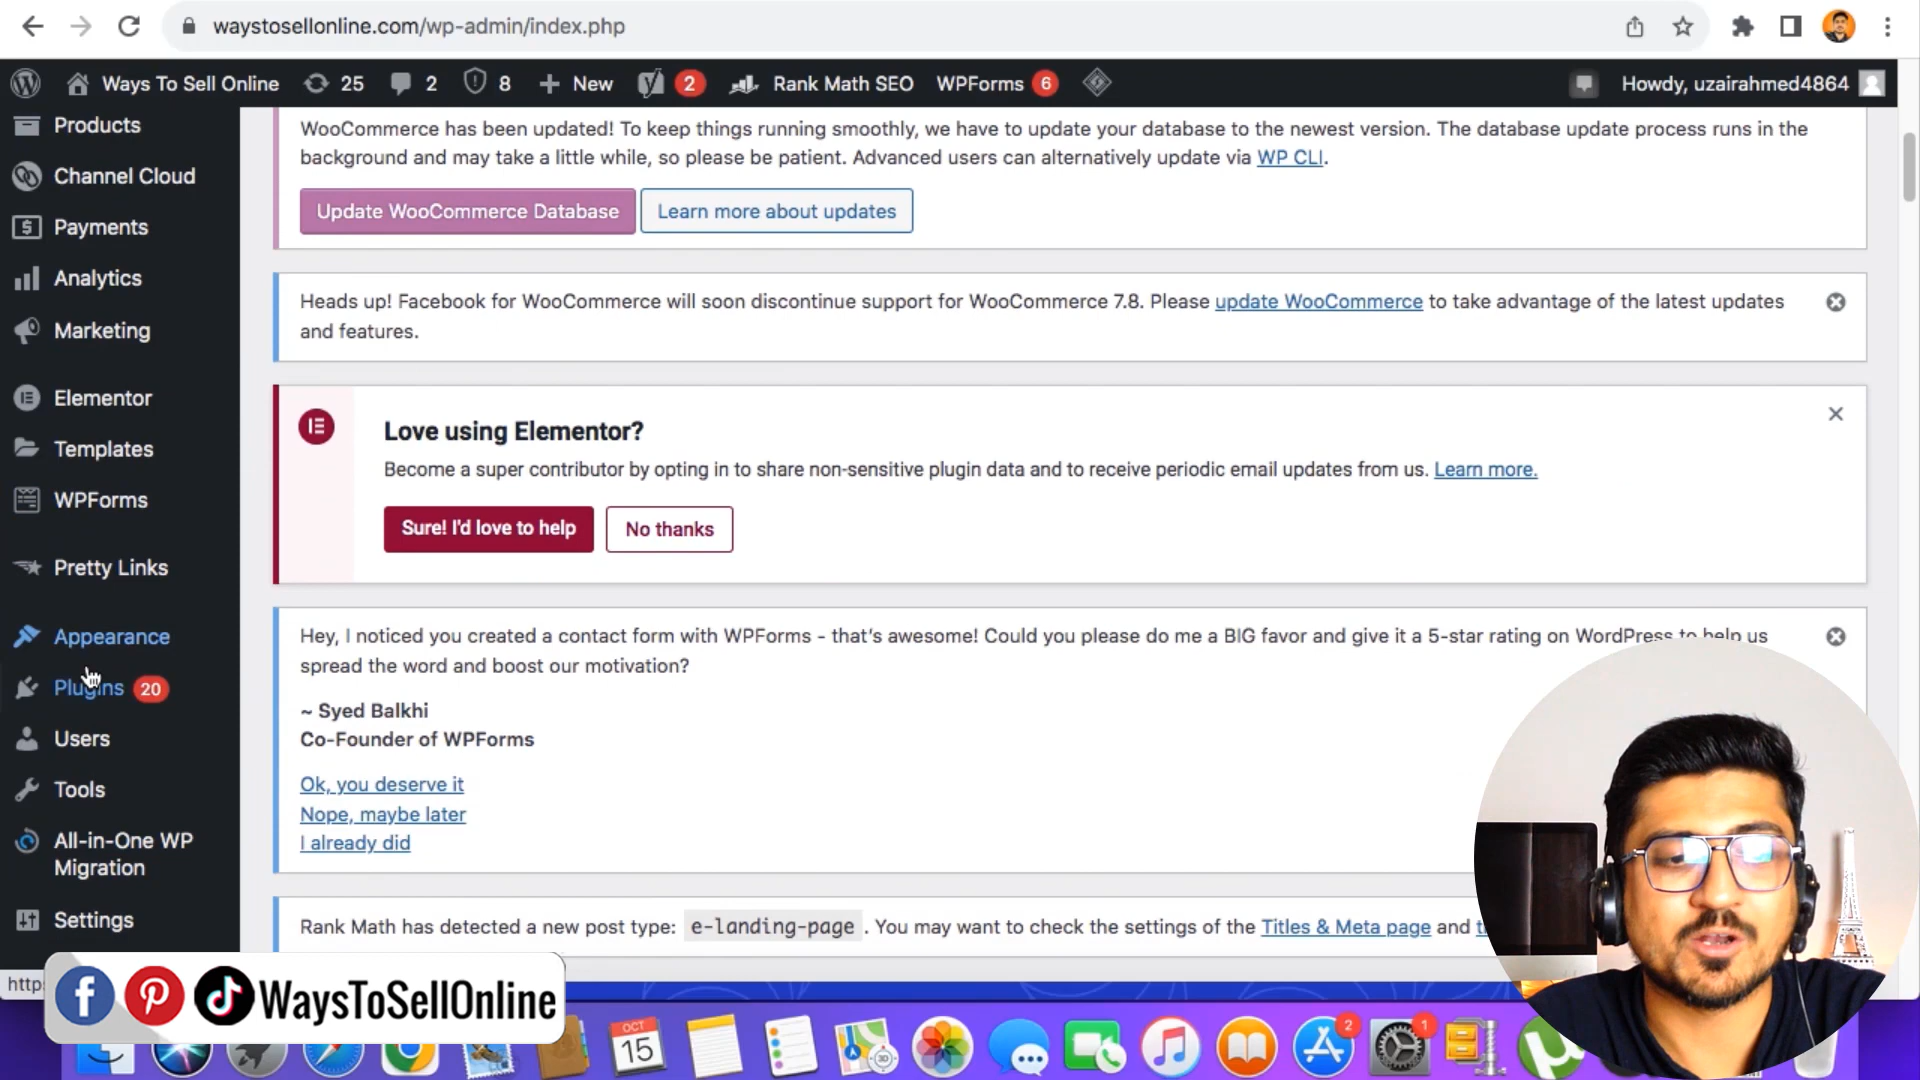 waystosellonline.com/wp-admin/index.php
Ways To Sell Online 25 2 8 New 2 Rank Math SEO WPForms 6 Howdy, uzairahmed4864
Products
Channel Cloud
Payments
Analytics
Marketing
Elementor
Templates
WPForms
Pretty Links
Appearance
Plugins 20
Users
Tools
All-in-One WP
Migration
Settings
WooCommerce has been updated! To keep things running smoothly, we have to update your database to the newest version. The database update process runs in the
background and may take a little while, so please be patient. Advanced users can alternatively update via WP CLI.
Update WooCommerce Database Learn more about updates
Heads up! Facebook for WooCommerce will soon discontinue support for WooCommerce 7.8. Please update WooCommerce to take advantage of the latest updates
and features.
Love using Elementor?
Become a super contributor by opting in to share non-sensitive plugin data and to receive periodic email updates from us. Learn more.
Sure! I'd love to help No thanks
Hey, I noticed you created a contact form with WPForms - that's awesome! Could you please do me a BIG favor and give it a 5-star rating on WordPress to help us
spread the word and boost our motivation?
~ Syed Balkhi
Co-Founder of WPForms
Ok, you deserve it
Nope, maybe later
I already did
Rank Math has detected a new post type: e-landing-page . You may want to check the settings of the Titles & Meta page and
http
WaysToSellOnline
OCT
15
3D
2
1